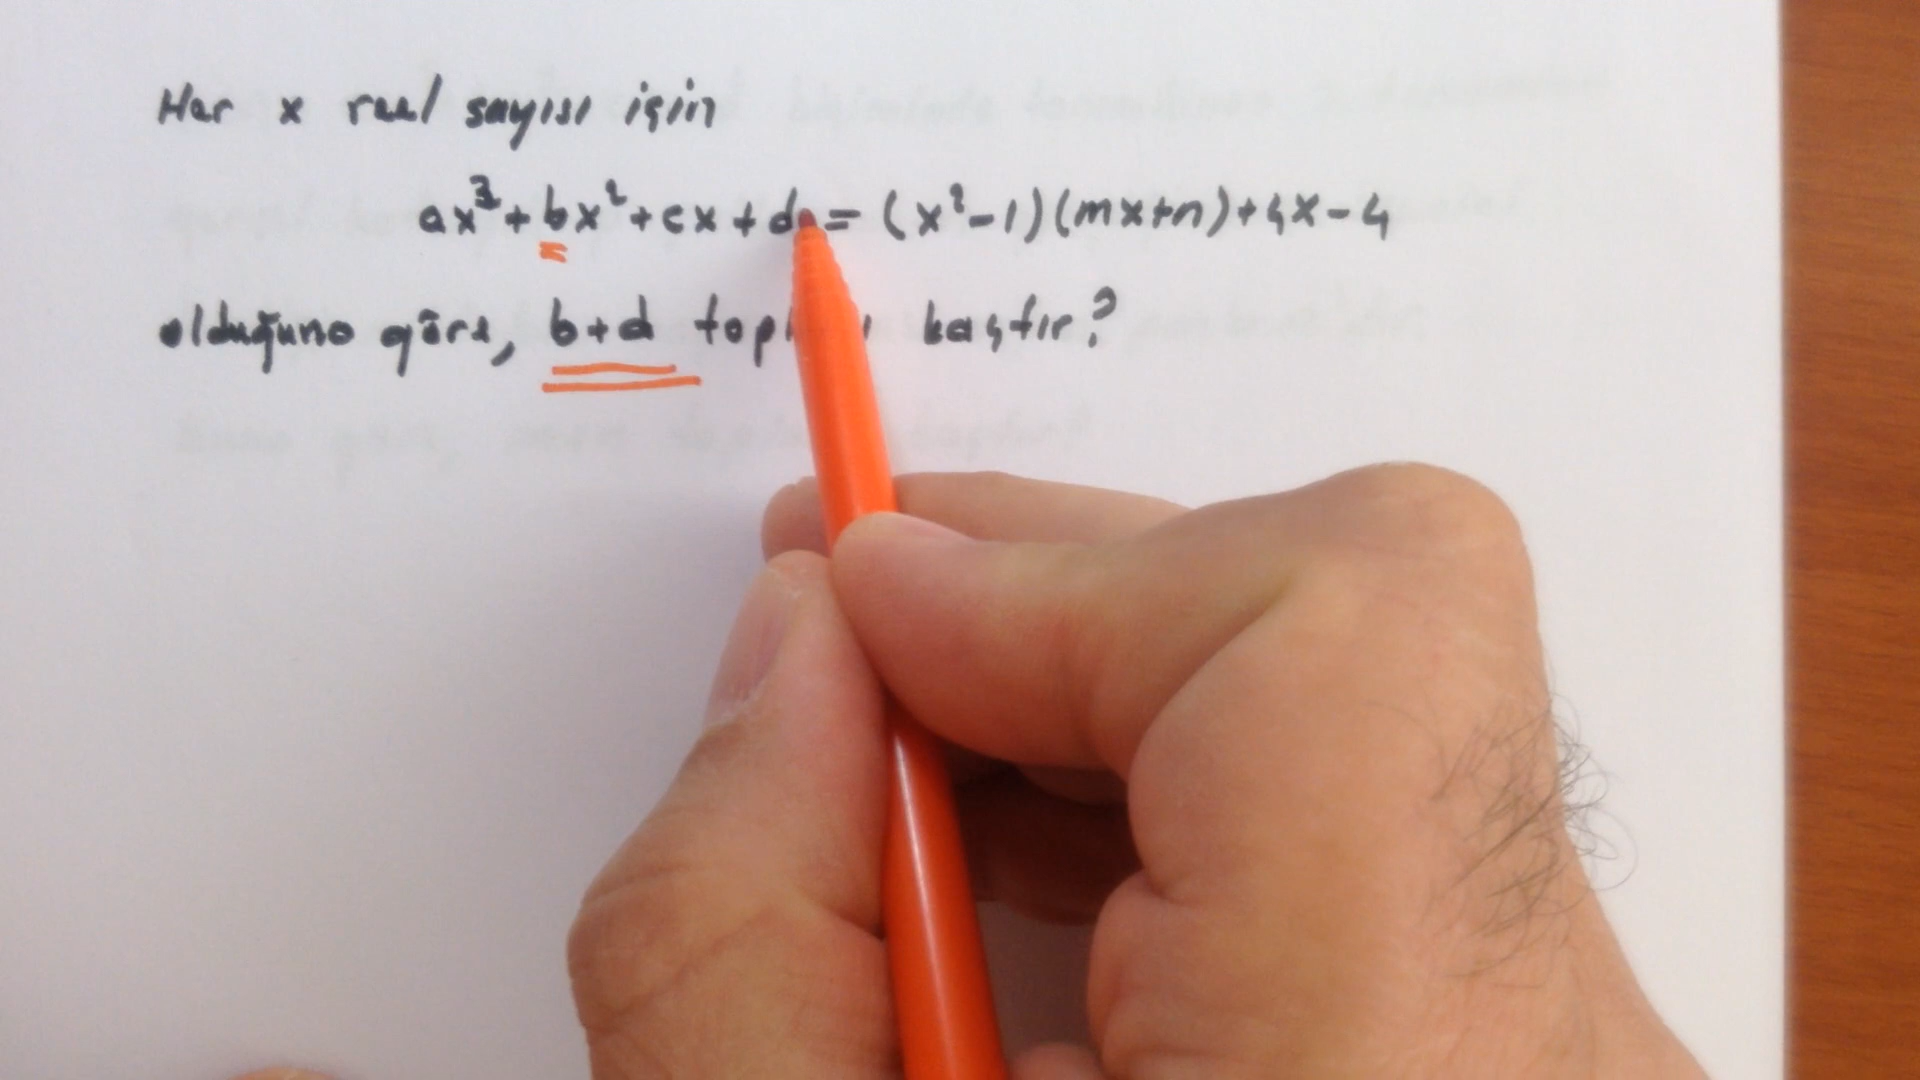 Her x reel sayısı için
ax³+bx²+cx+d=(x²-1)(mx+n)+4x-4
olduğuna göre, b+d kaçtır?